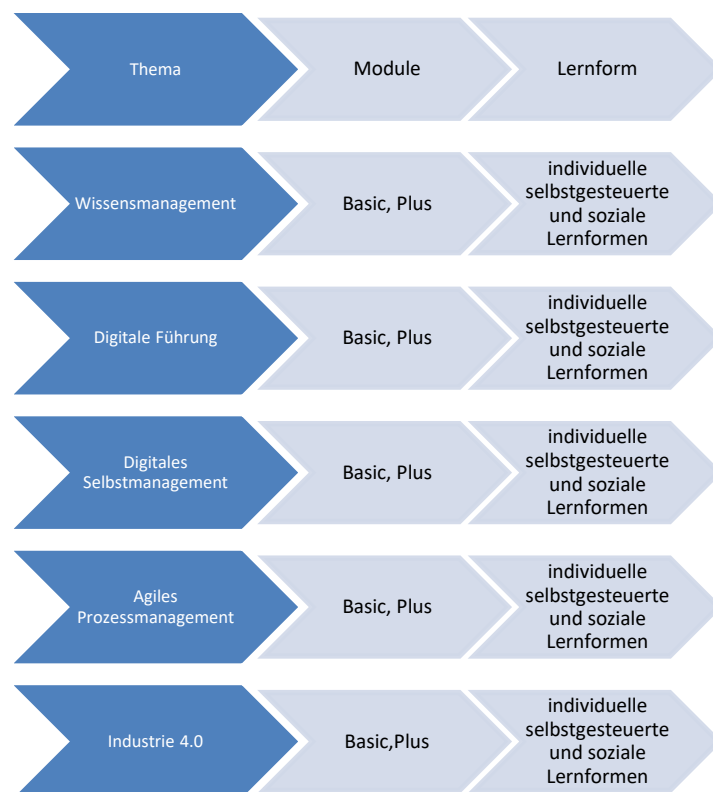 Thema
Module
Lernform
Wissensmanagement
Basic, Plus
individuelle
selbstgesteuerte
und soziale
Lernformen
Digitale Führung
Basic, Plus
individuelle
selbstgesteuerte
und soziale
Lernformen
Digitales
Selbstmanagement
Basic, Plus
individuelle
selbstgesteuerte
und soziale
Lernformen
Agiles
Prozessmanagement
Basic, Plus
individuelle
selbstgesteuerte
und soziale
Lernformen
Industrie 4.0
Basic,Plus
individuelle
selbstgesteuerte
und soziale
Lernformen